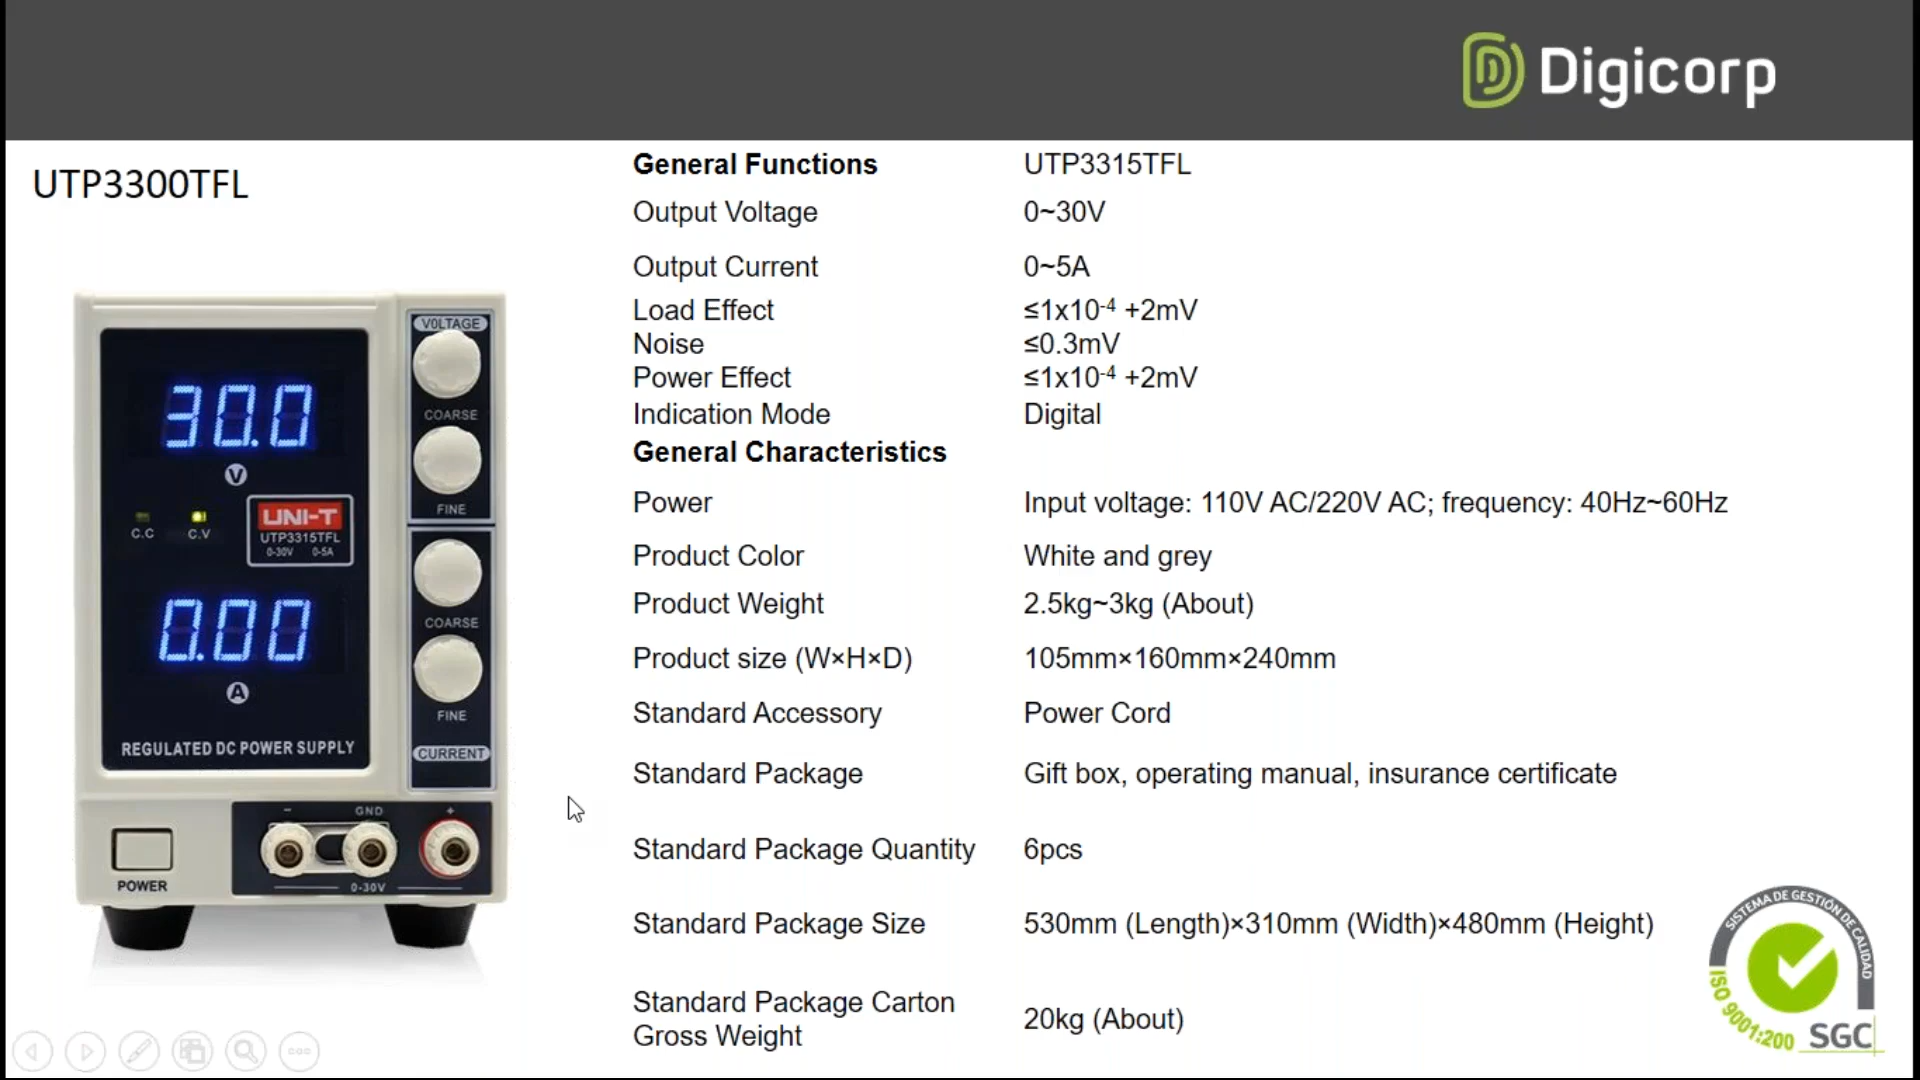 Digicorp
UTP3300TFL
General Functions UTP3315TFL
Output Voltage 0~30V
Output Current 0~5A
Load Effect ≤1x10-4 +2mV
Noise ≤0.3mV
Power Effect ≤1x10-4 +2mV
Indication Mode Digital
General Characteristics
Power Input voltage: 110V AC/220V AC; frequency: 40Hz~60Hz
Product Color White and grey
Product Weight 2.5kg~3kg (About)
Product size (W×H×D) 105mm×160mm×240mm
Standard Accessory Power Cord
Standard Package Gift box, operating manual, insurance certificate
Standard Package Quantity 6pcs
Standard Package Size 530mm (Length)×310mm (Width)×480mm (Height)
Standard Package Carton
Gross Weight 20kg (About)
VOLTAGE
COARSE
FINE
30.0
V
C.C C.V
UNI-T
UTP3315TFL
0-30V 0-5A
0.00
A
COARSE
FINE
CURRENT
REGULATED DC POWER SUPPLY
- GND +
0-30V
POWER
SISTEMA DE GESTIÓN DE CALIDAD
ISO 9001:200
SGC